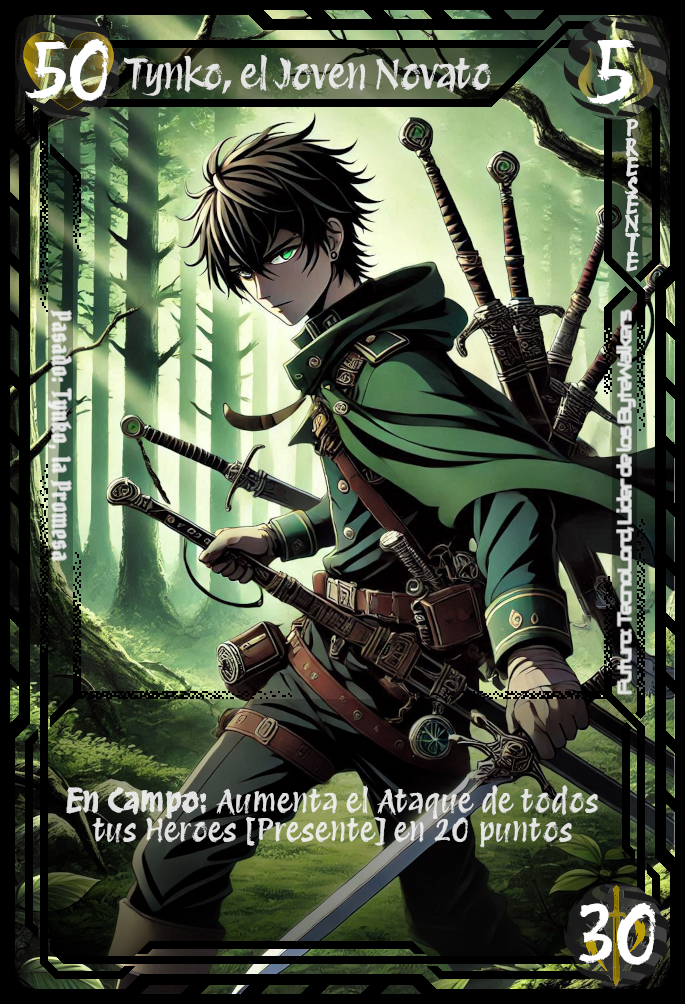 50
Tynko, el Joven Novato
5
PRESENTE
Pasado: Tynko, la Promesa
Futuro: TecnoLord, Líder de los ByteWalkers
En Campo: Aumenta el Ataque de todos
tus Heroes [Presente] en 20 puntos
30